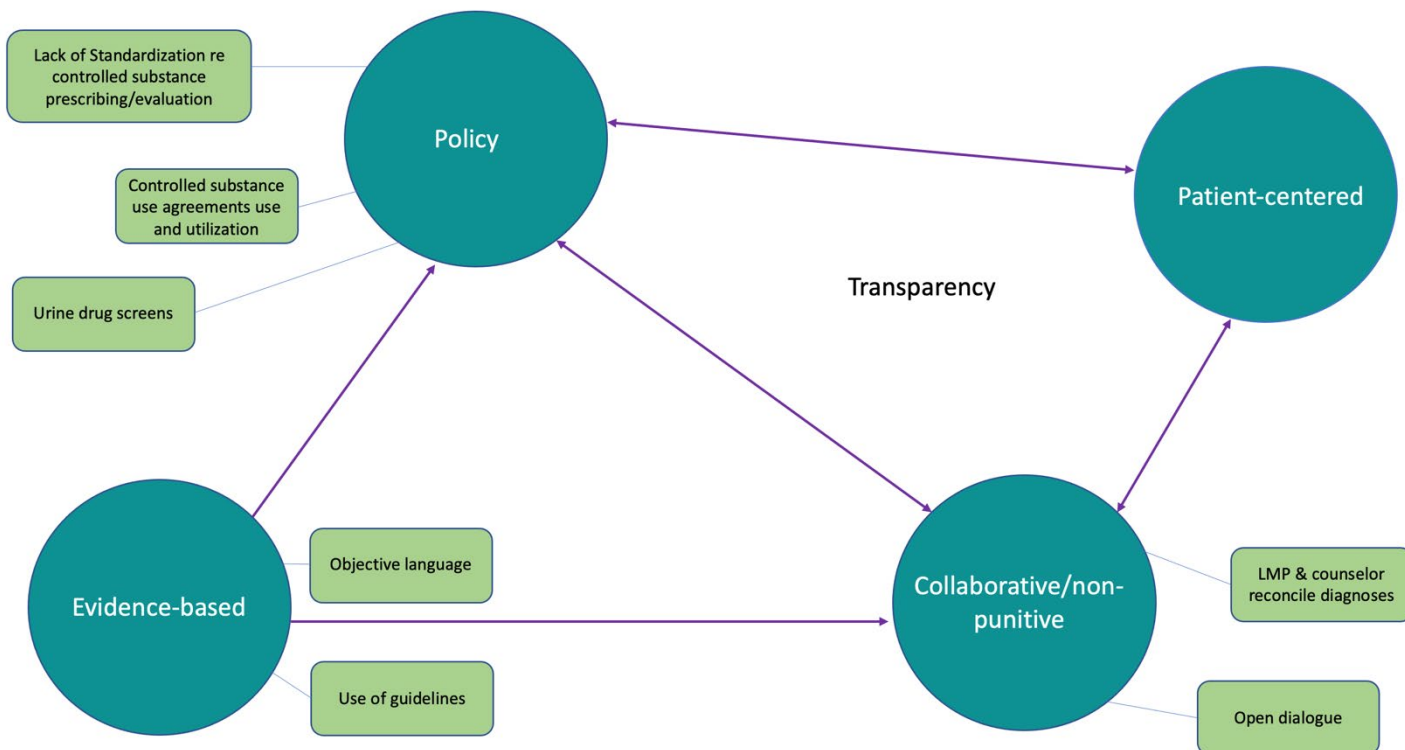 Lack of Standardization re
controlled substance
prescribing/evaluation
Policy
Controlled substance
use agreements use
and utilization
Patient-centered
Urine drug screens
Transparency
Objective language
Evidence-based
Collaborative/non-
punitive
LMP & counselor
reconcile diagnoses
Use of guidelines
Open dialogue